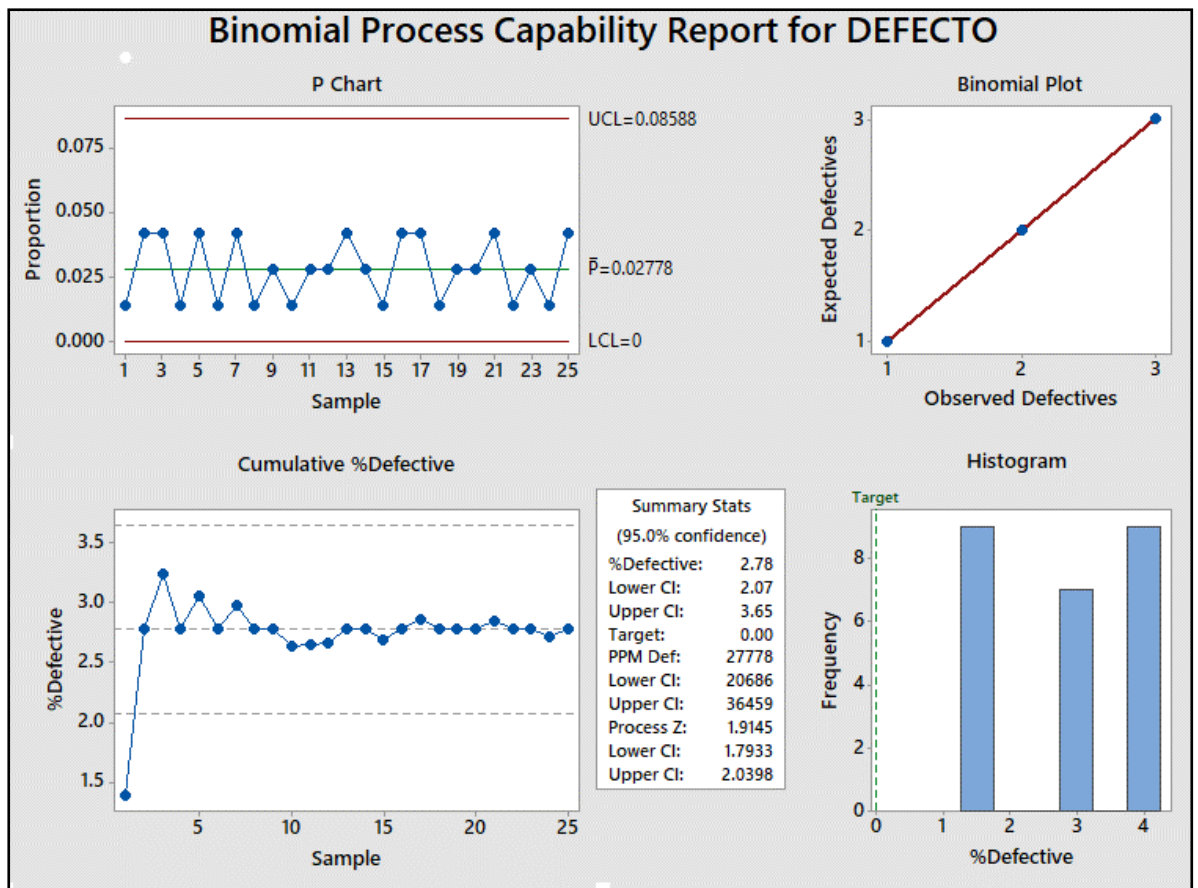 Binomial Process Capability Report for DEFECTO
P Chart
Proportion
0.075
0.050
0.025
0.000
UCL=0.08588
P̄=0.02778
LCL=0
1 3 5 7 9 11 13 15 17 19 21 23 25
Sample
Binomial Plot
Expected Defectives
3
2
1
1 2 3
Observed Defectives
Cumulative %Defective
%Defective
3.5
3.0
2.5
2.0
1.5
5 10 15 20 25
Sample
Summary Stats
(95.0% confidence)
%Defective: 2.78
Lower CI: 2.07
Upper CI: 3.65
Target: 0.00
PPM Def: 27778
Lower CI: 20686
Upper CI: 36459
Process Z: 1.9145
Lower CI: 1.7933
Upper CI: 2.0398
Histogram
Target
Frequency
8
6
4
2
0
0 1 2 3 4
%Defective